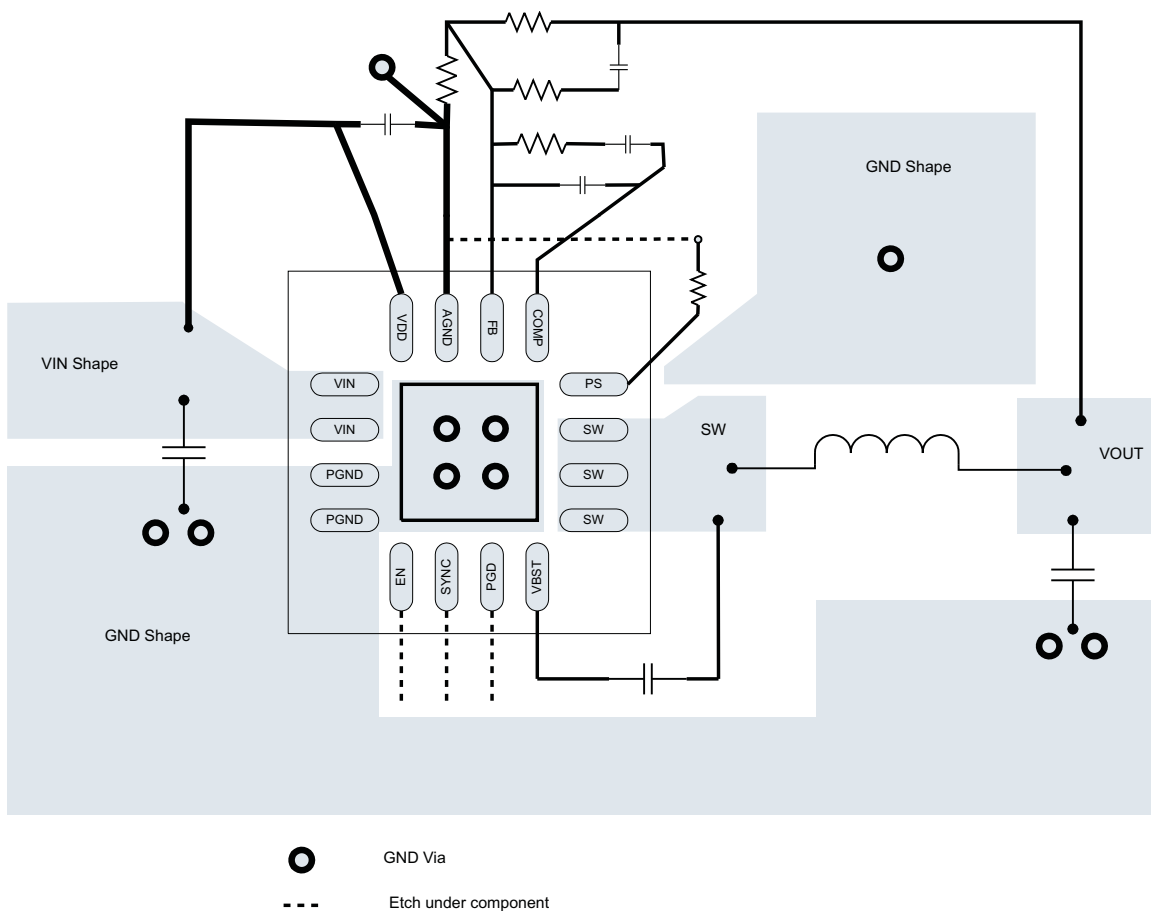 GND Shape
VDD
AGND
FB
COMP
VIN Shape
VIN
PS
VIN
SW
SW
VOUT
PGND
SW
PGND
SW
EN
SYNC
PGD
VBST
GND Shape
GND Via
Etch under component